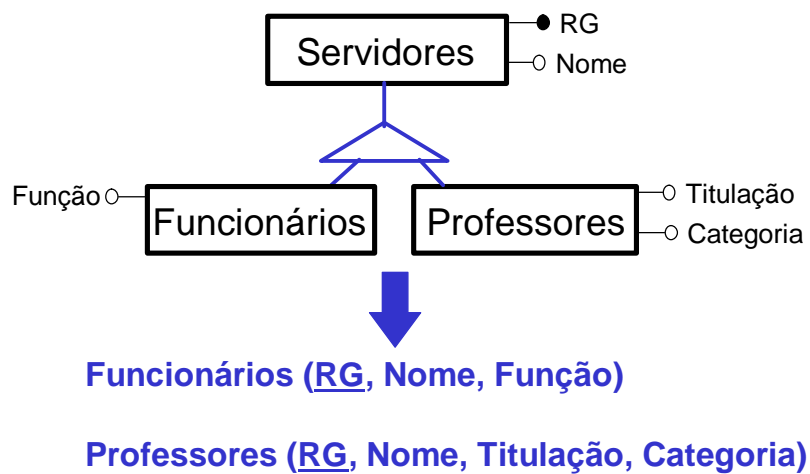 Servidores
RG
Nome
Função
Funcionários
Professores
Titulação
Categoria
Funcionários (RG, Nome, Função)
Professores (RG, Nome, Titulação, Categoria)